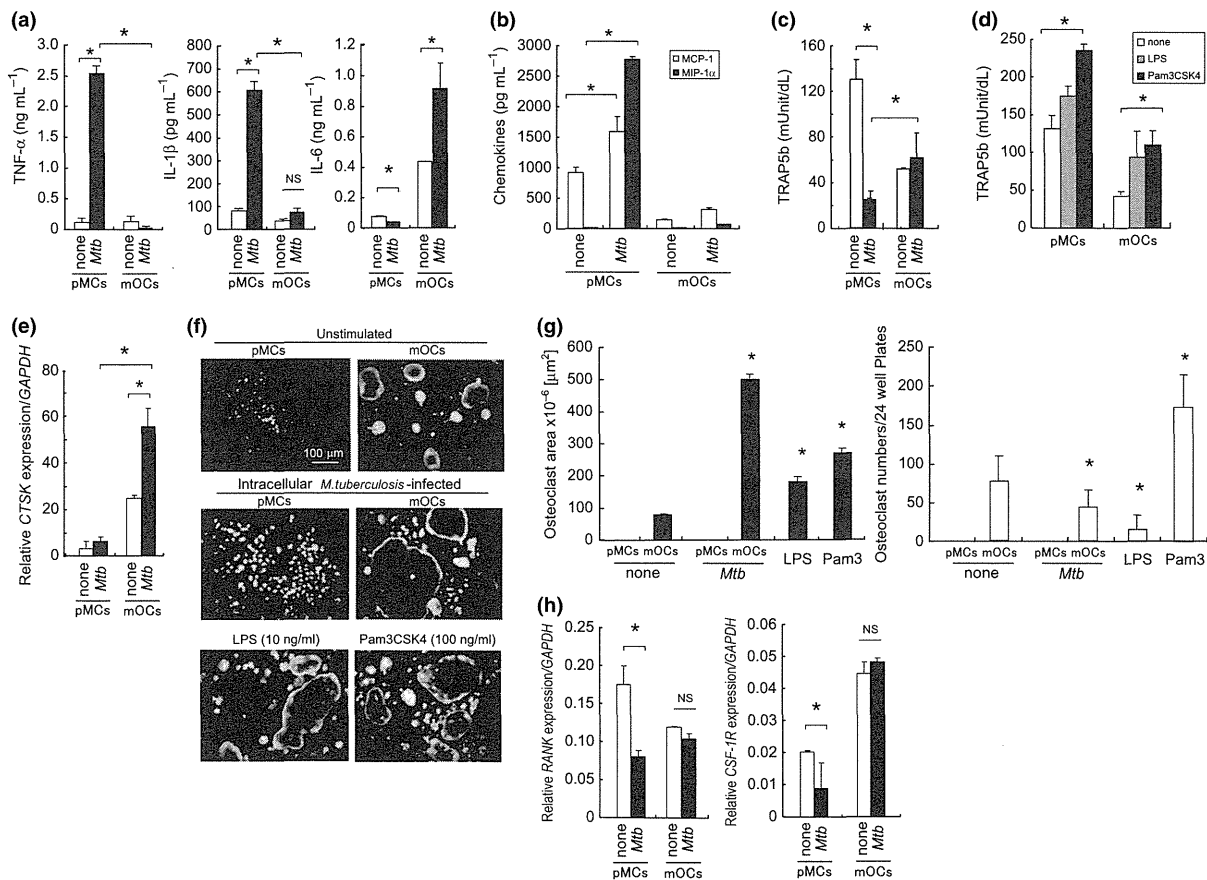 (a)
TNF-α (ng mL⁻¹)
3.0
2.5
2.0
1.5
1.0
0.5
0
*
*
none
Mtb
none
Mtb
pMCs
mOCs
IL-1β (pg mL⁻¹)
800
700
600
500
400
300
200
100
0
*
*
NS
none
Mtb
none
Mtb
pMCs
mOCs
IL-6 (ng mL⁻¹)
1.2
1.0
0.8
0.6
0.4
0.2
0
*
*
none
Mtb
none
Mtb
pMCs
mOCs
(b)
Chemokines (pg mL⁻¹)
3500
3000
2500
2000
1500
1000
500
0
*
*
MCP-1
MIP-1α
none
Mtb
none
Mtb
pMCs
mOCs
(c)
TRAP5b (mUnit/dL)
160
120
80
40
0
*
*
none
Mtb
none
Mtb
pMCs
mOCs
(d)
TRAP5b (mUnit/dL)
250
200
150
100
50
0
*
*
none
LPS
Pam3CSK4
pMCs
mOCs
(e)
Relative CTSK expression/GAPDH
80
60
40
20
0
*
*
none
Mtb
none
Mtb
pMCs
mOCs
(f)
Unstimulated
pMCs
mOCs
100 μm
Intracellular M.tuberculosis-infected
pMCs
mOCs
LPS (10 ng/ml)
Pam3CSK4 (100 ng/ml)
(g)
Osteoclast area x10⁻⁶ [μm²]
600
500
400
300
200
100
0
*
*
*
pMCs mOCs
pMCs mOCs
LPS
Pam3
none
Mtb
Osteoclast numbers/24 well Plates
250
200
150
100
50
0
*
*
*
pMCs mOCs
pMCs mOCs
LPS
Pam3
none
Mtb
(h)
Relative RANK expression/GAPDH
0.25
0.20
0.15
0.10
0.05
0.00
*
NS
none
Mtb
none
Mtb
pMCs
mOCs
Relative CSF-1R expression/GAPDH
0.06
0.05
0.04
0.03
0.02
0.01
0
*
NS
none
Mtb
none
Mtb
pMCs
mOCs